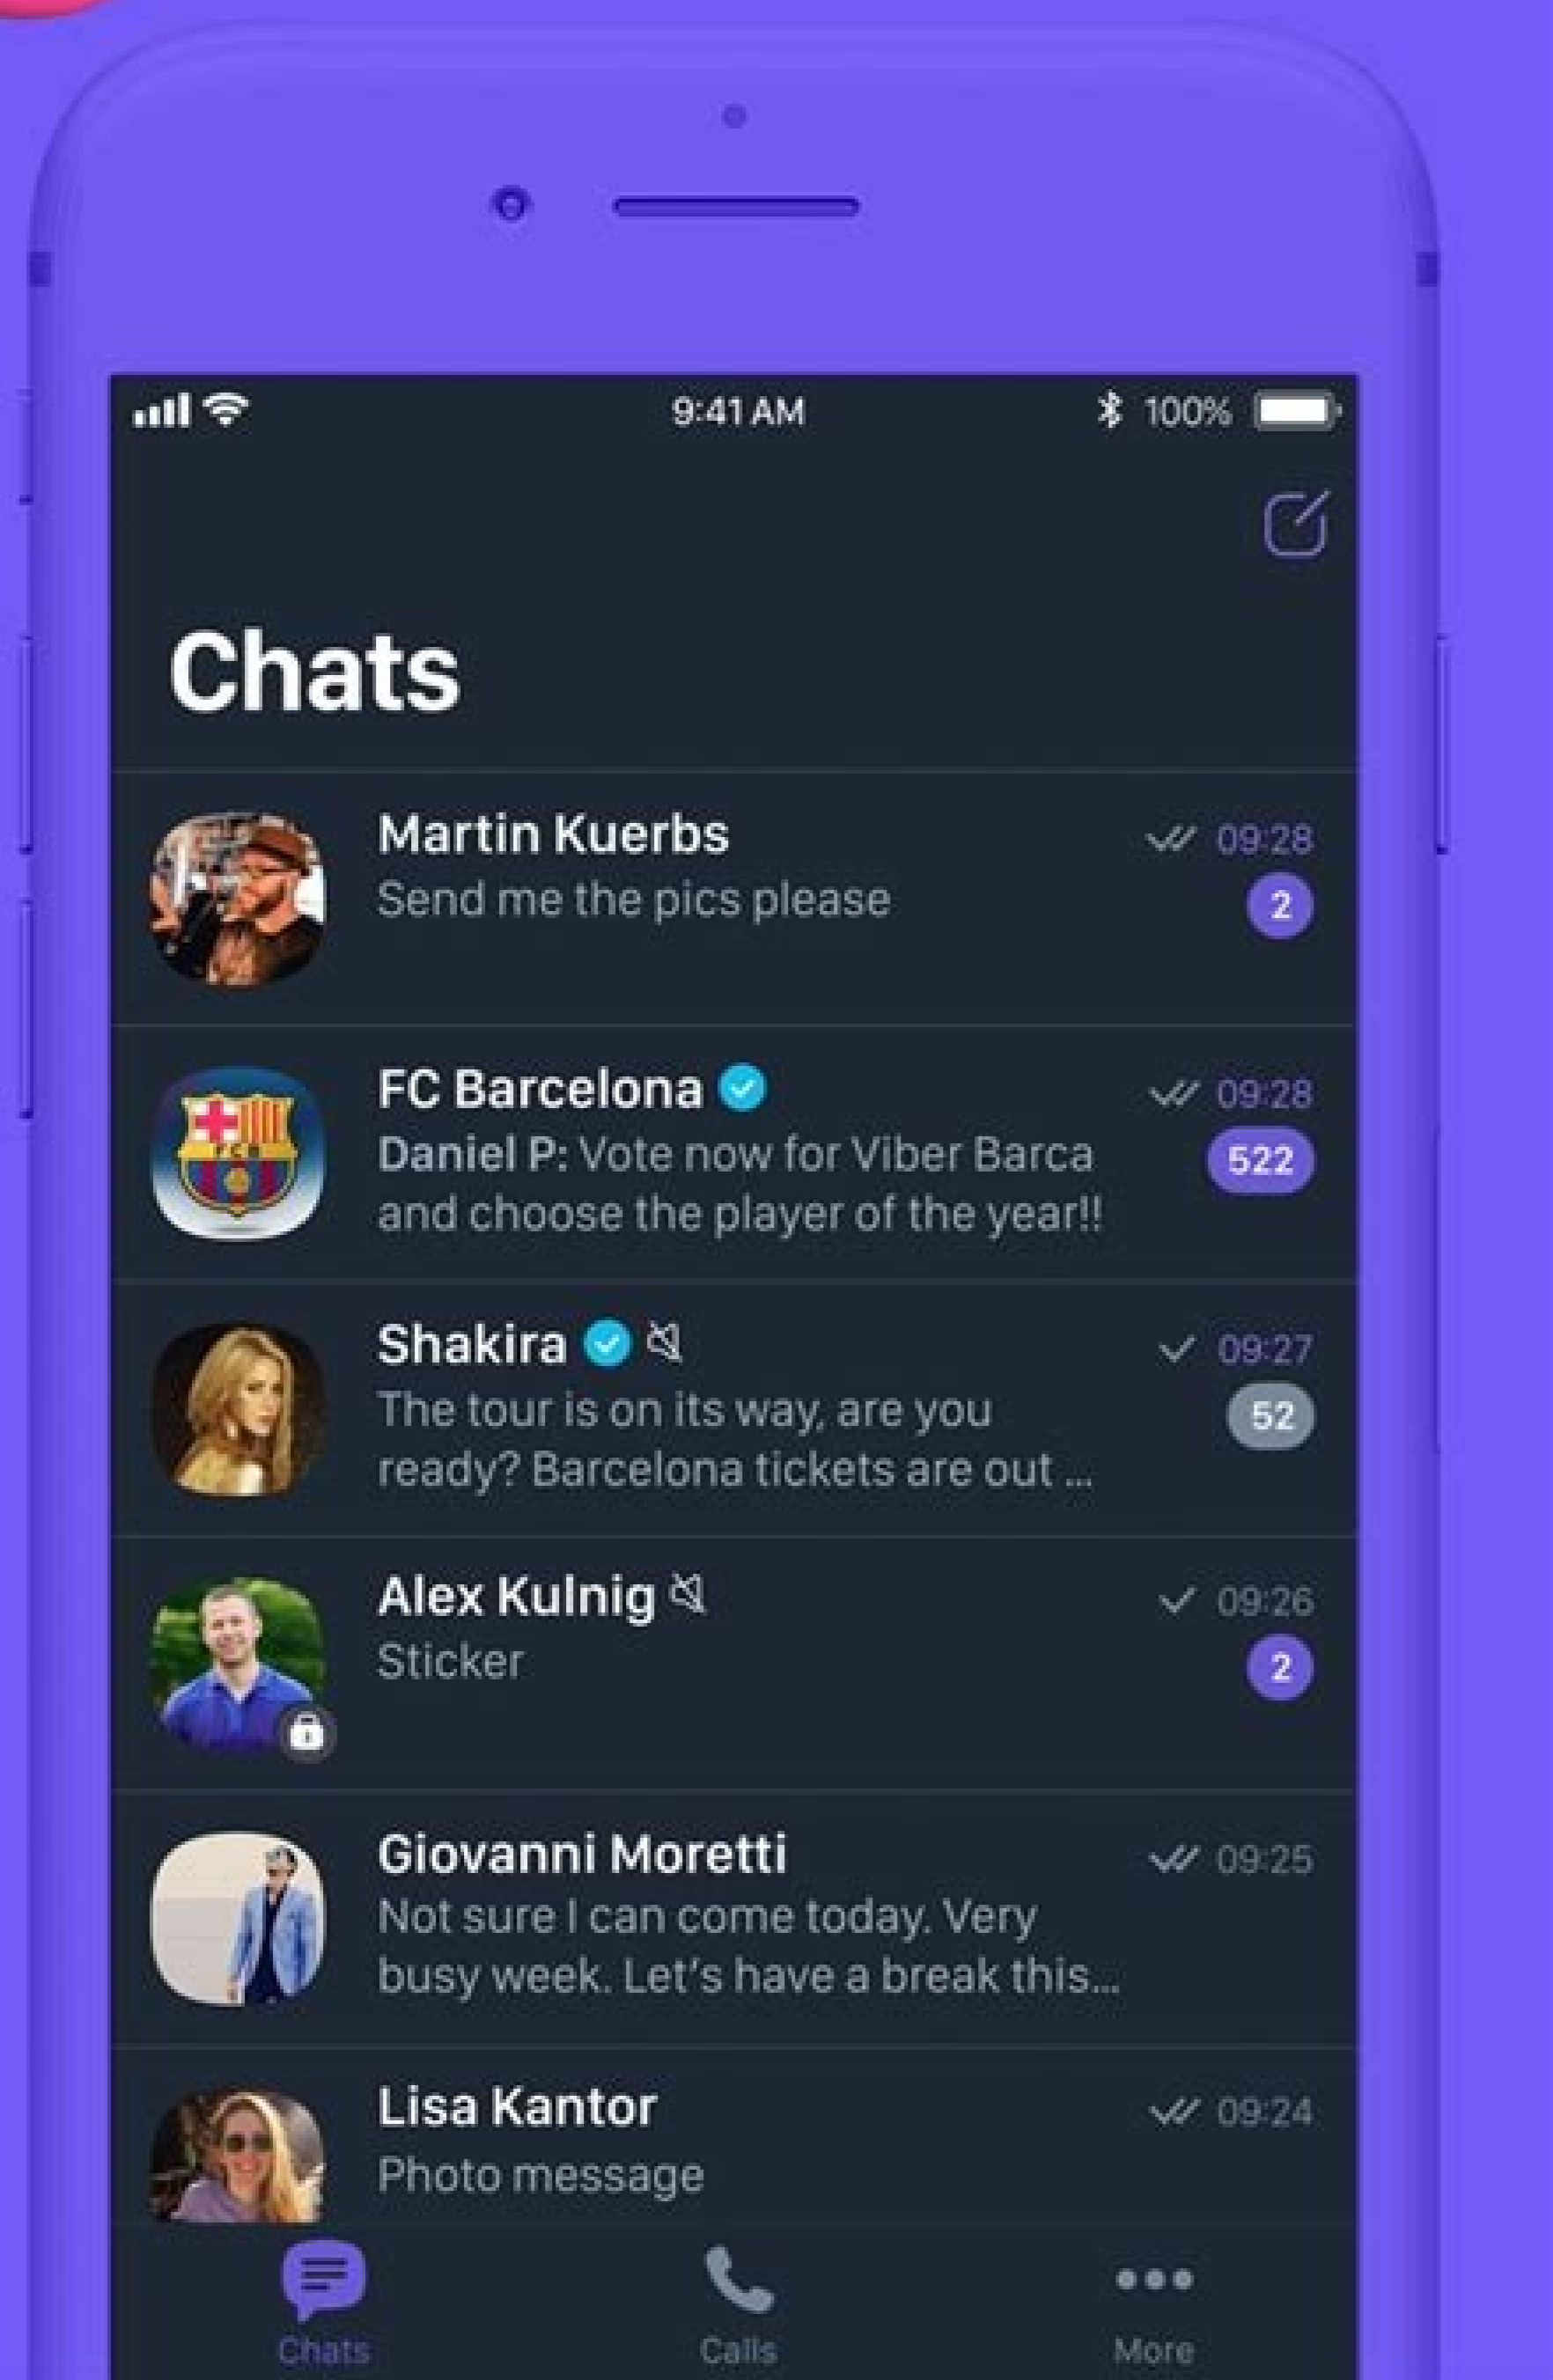 9:41 AM 100%
Chats
Martin Kuerbs 09:28
Send me the pics please 2
FC Barcelona 09:28
Daniel P: Vote now for Viber Barca 522
and choose the player of the year!!
Shakira 09:27
The tour is on its way, are you 52
ready? Barcelona tickets are out ...
Alex Kulnig 09:26
Sticker 2
Giovanni Moretti 09:25
Not sure I can come today. Very
busy week. Let's have a break this...
Lisa Kantor 09:24
Photo message
Chats Calls More